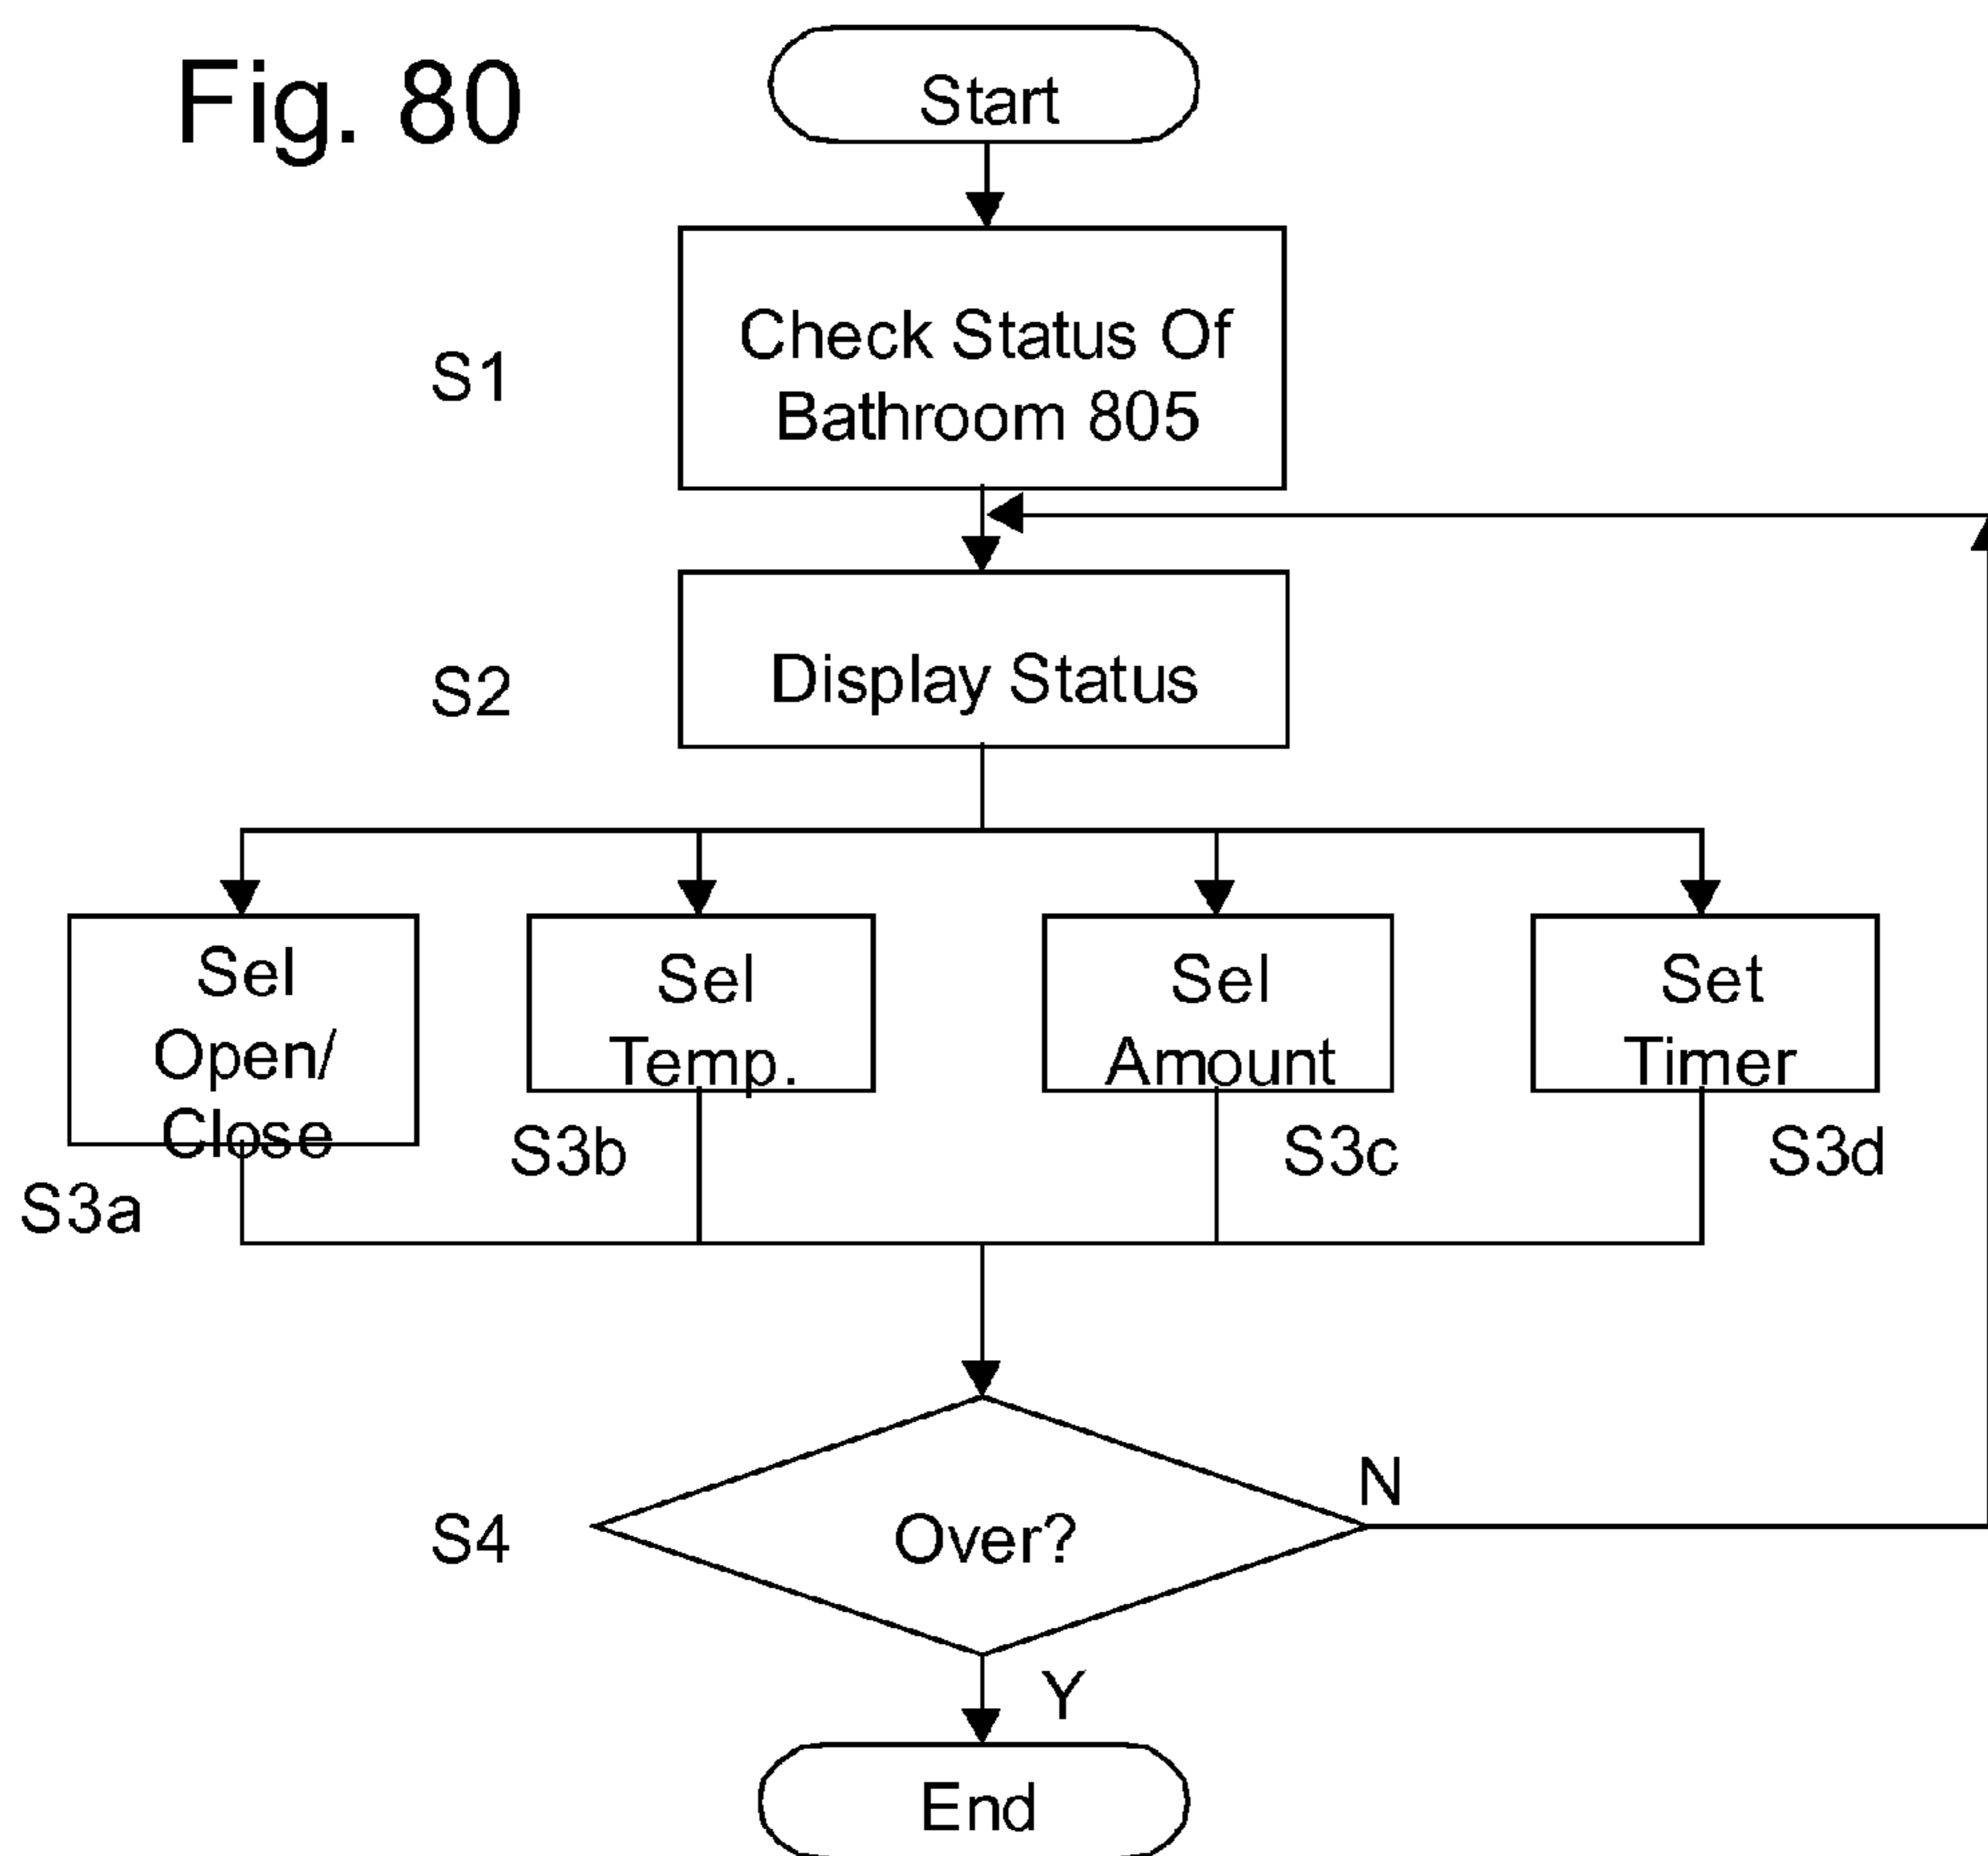 Fig. 80
Start
S1
Check Status Of
Bathroom 805
S2
Display Status
Sel
Open/
Close
S3a
Sel
Temp.
S3b
Sel
Amount
S3c
Set
Timer
S3d
S4
Over?
N
Y
End